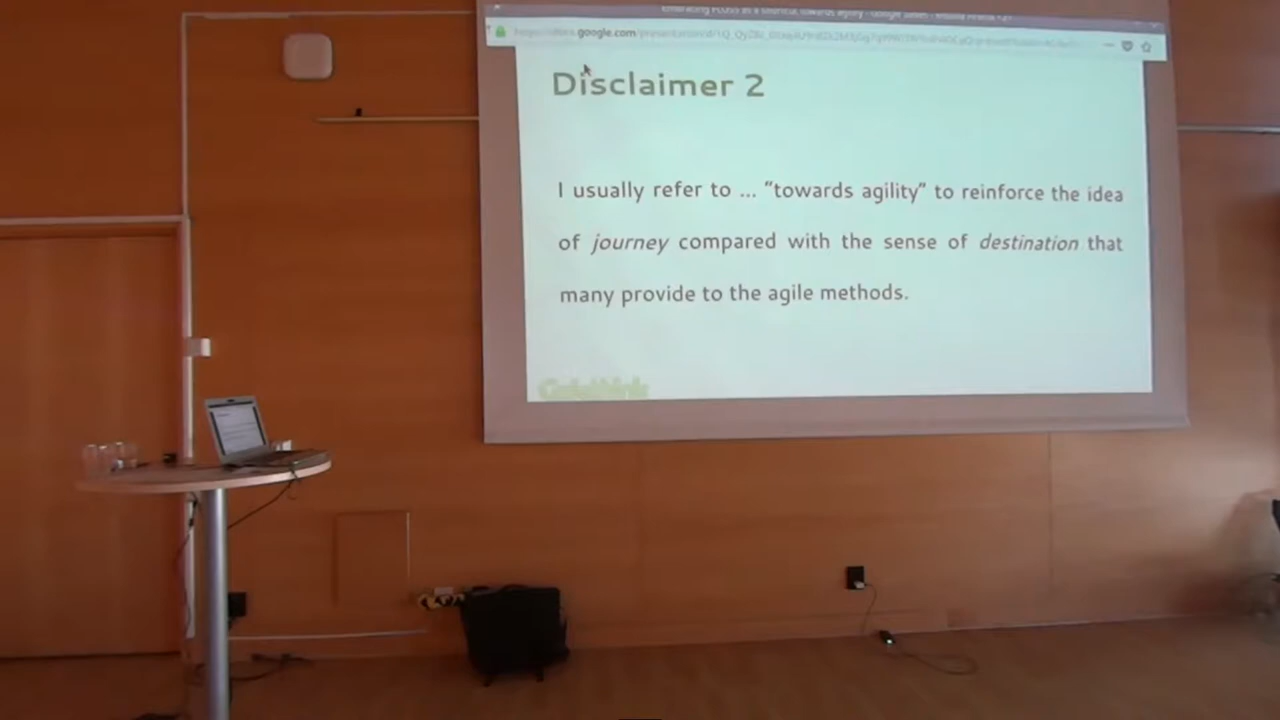 google.com
Disclaimer 2
I usually refer to ... “towards agility” to reinforce the idea
of journey compared with the sense of destination that
many provide to the agile methods.